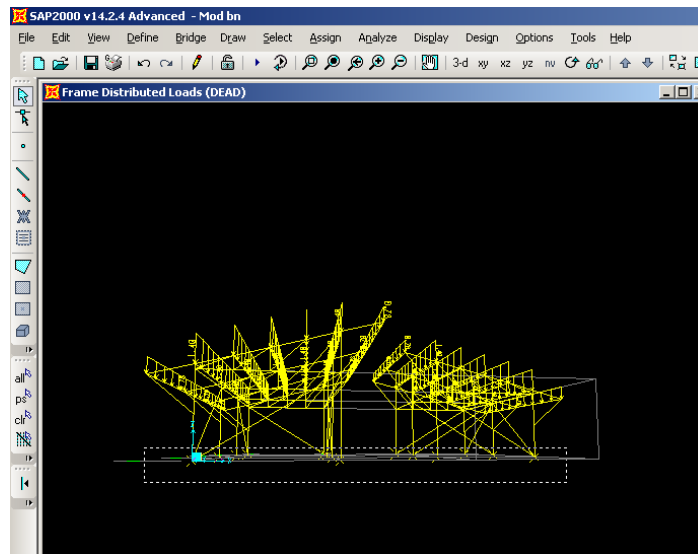 SAP2000 v14.2.4 Advanced - Mod bn
File Edit View Define Bridge Draw Select Assign Analyze Display Design Options Tools Help
3-d xy xz yz nv
Frame Distributed Loads (DEAD)
all
ps
clr